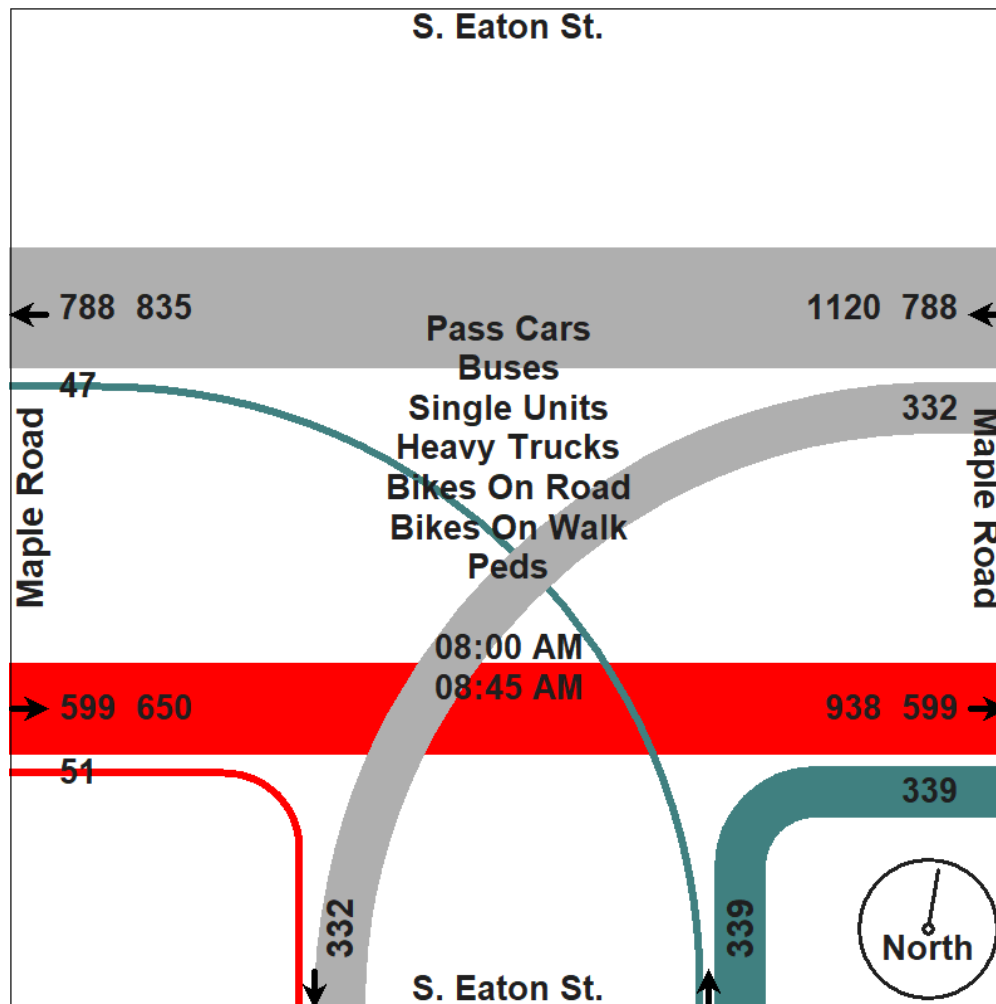 S. Eaton St.
788 835
1120 788
Pass Cars
47
Buses
Single Units
332
Heavy Trucks
Maple Road
Maple Road
Bikes On Road
Bikes On Walk
Peds
08:00 AM
08:45 AM
599 650
938 599
51
339
332
339
North
S. Eaton St.